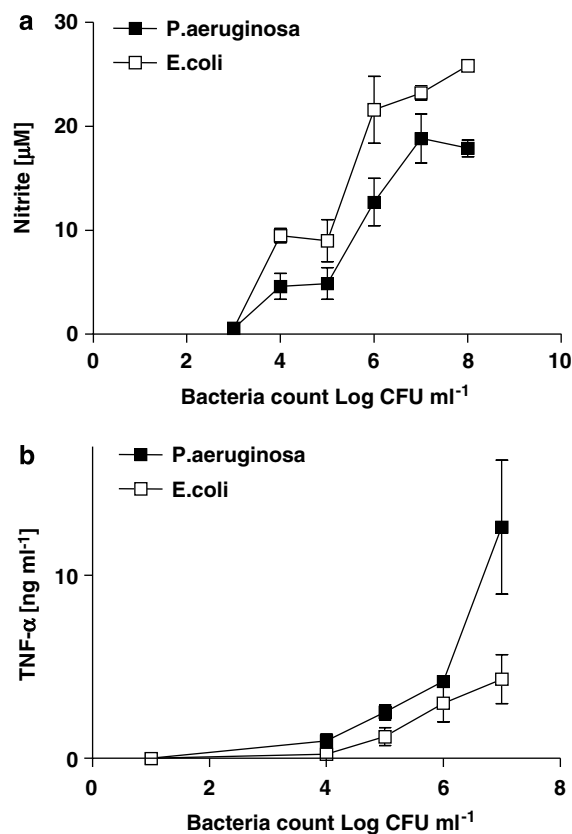 a
P.aeruginosa
E.coli
Nitrite [μM]
30
20
10
0
0 2 4 6 8 10
Bacteria count Log CFU ml⁻¹
b
P.aeruginosa
E.coli
TNF-α [ng ml⁻¹]
10
0
0 2 4 6 8
Bacteria count Log CFU ml⁻¹